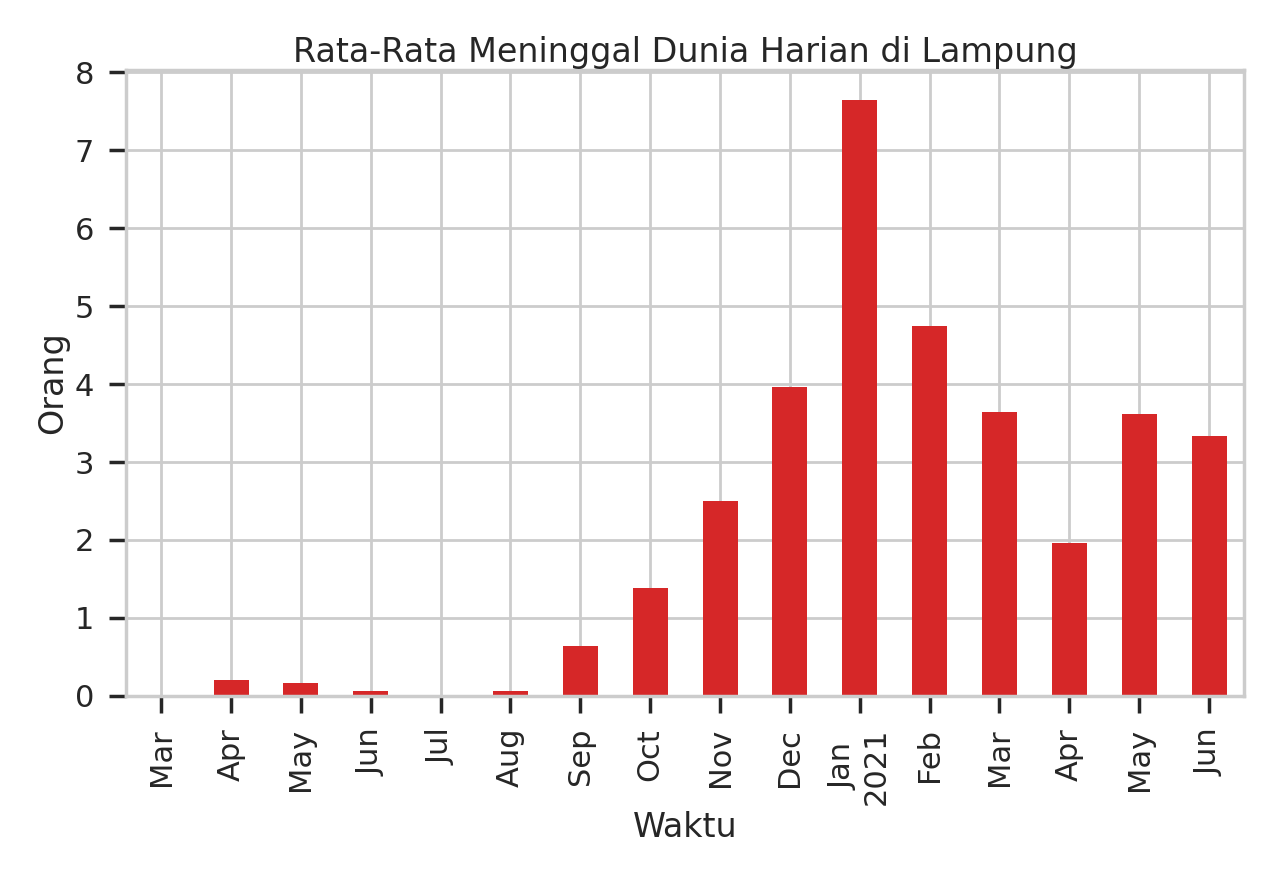 Rata-Rata Meninggal Dunia Harian di Lampung
8
7
6
5
4
3
2
1
0
Orang
Mar
Apr
May
Jun
Jul
Aug
Sep
Oct
Nov
Dec
Jan
2021
Feb
Mar
Apr
May
Jun
Waktu